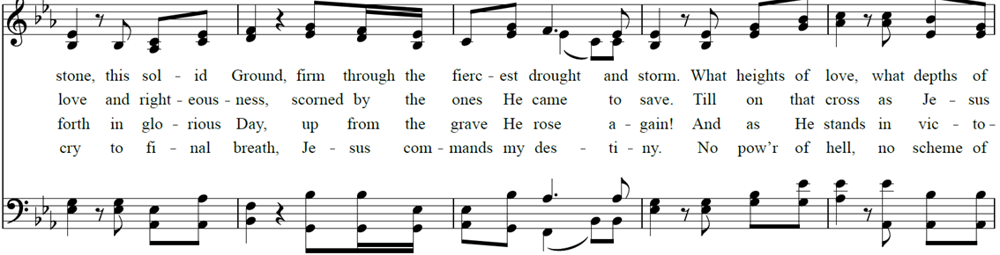 stone, this sol - id Ground, firm through the fierc - est drought and storm. What heights of love, what depths of
love and right - eous - ness, scorned by the ones He came to save. Till on that cross as Je - sus
forth in glo - rious Day, up from the grave He rose a - gain! And as He stands in vic - to -
cry to fi - nal breath, Je - sus com - mands my des - ti - ny. No pow'r of hell, no scheme of